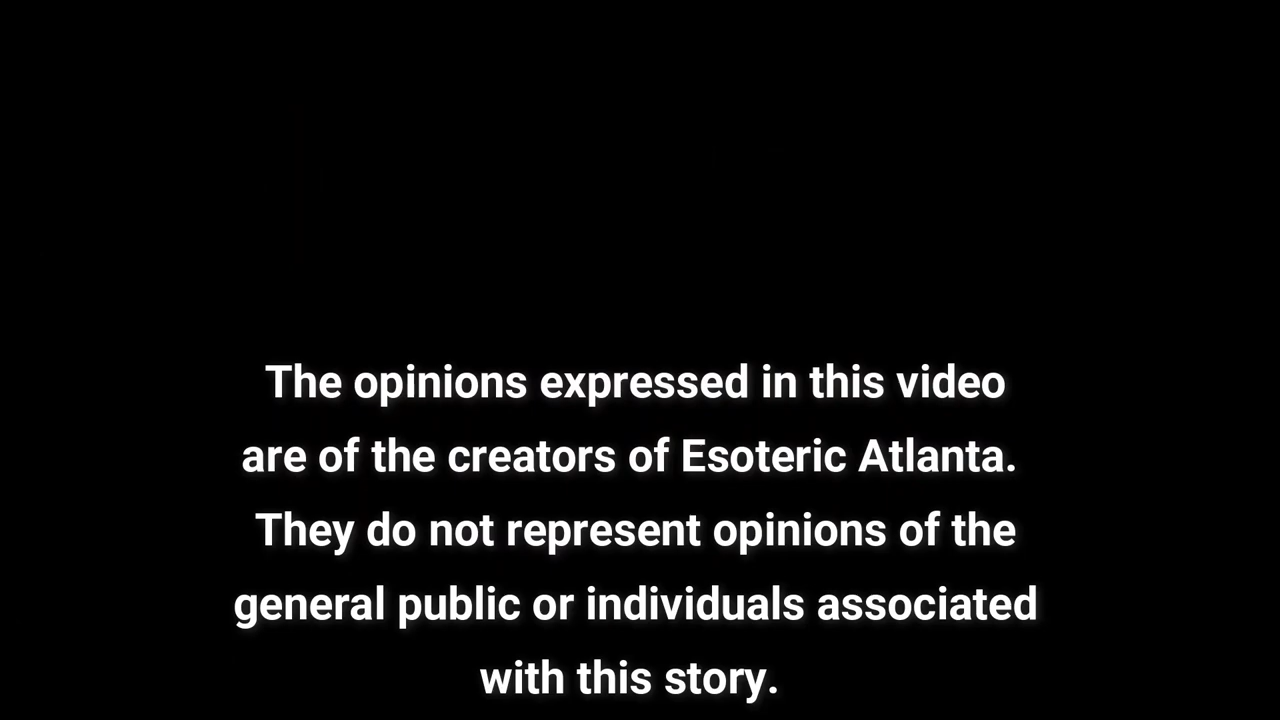 The opinions expressed in this video
are of the creators of Esoteric Atlanta.
They do not represent opinions of the
general public or individuals associated
with this story.